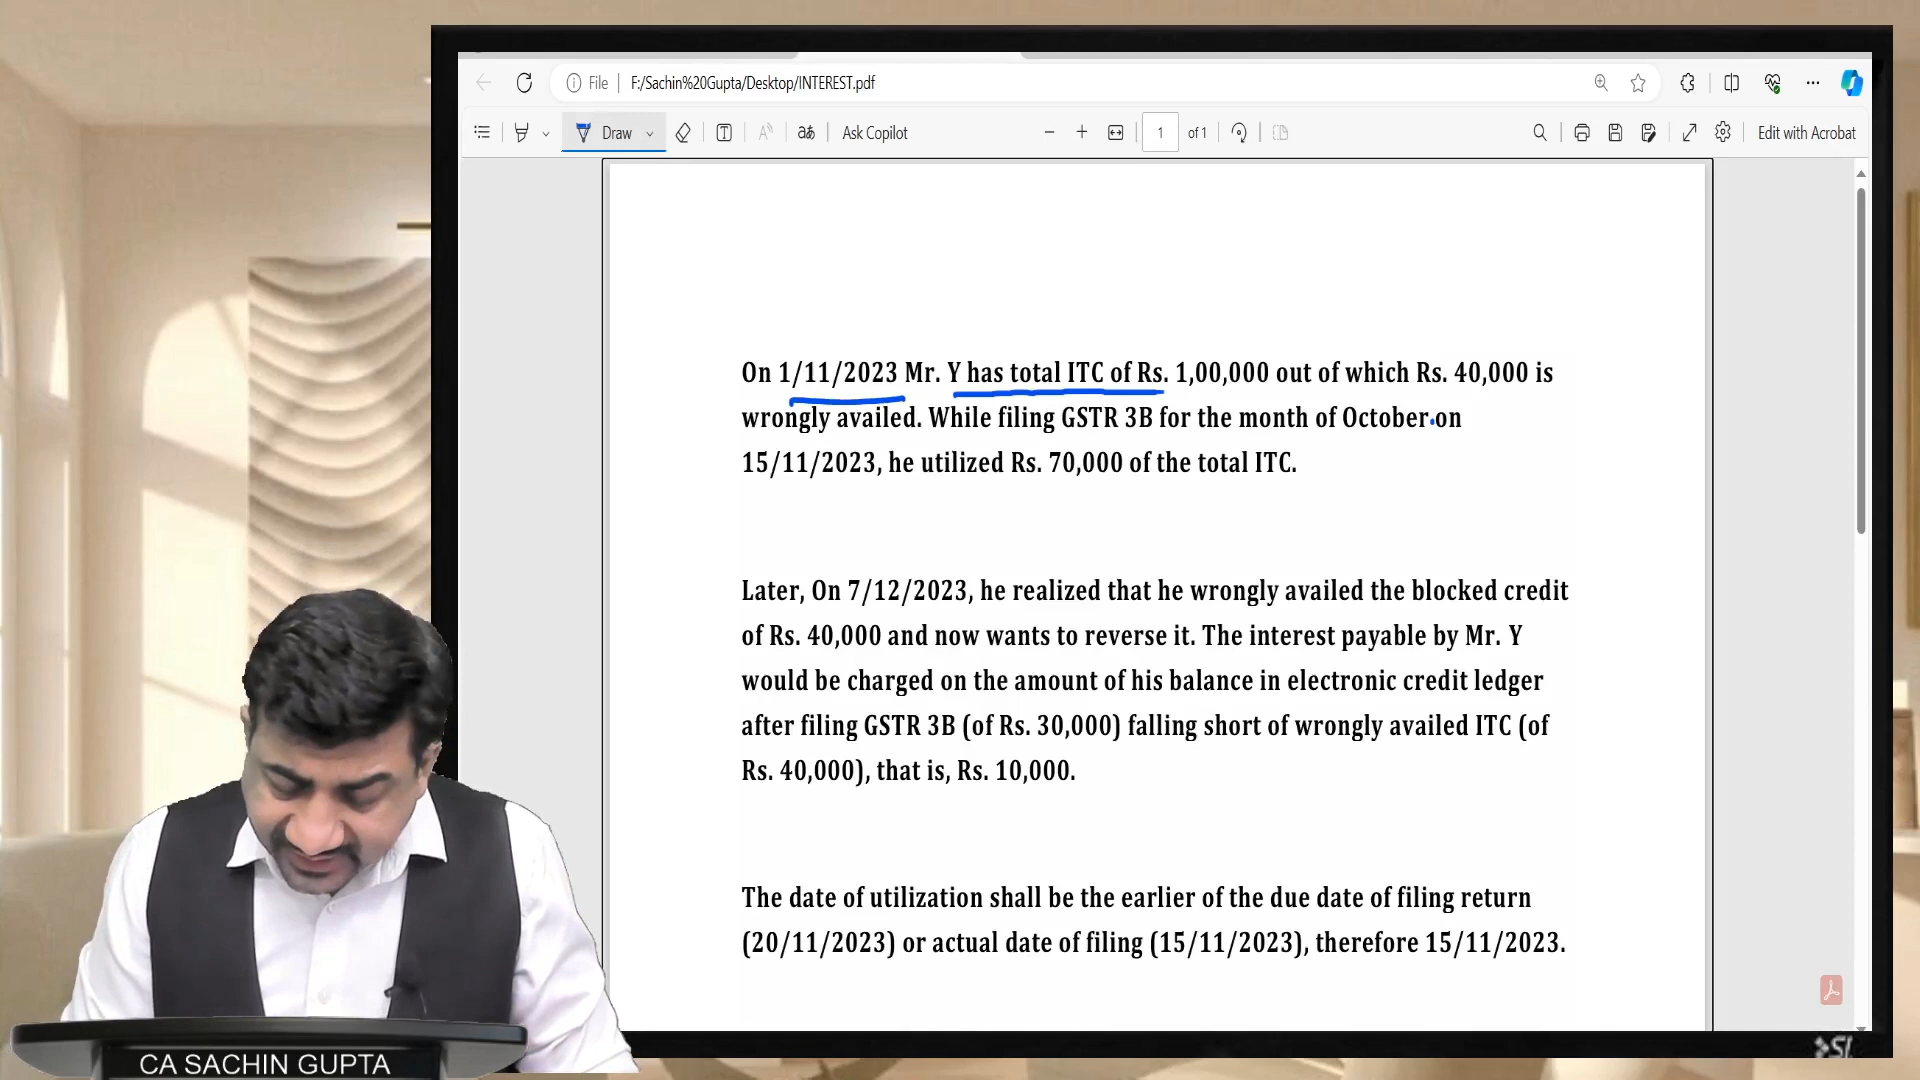 File
F:/Sachin%20Gupta/Desktop/INTEREST.pdf
Draw
Ask Copilot
1
of 1
Edit with Acrobat
On 1/11/2023 Mr. Y has total ITC of Rs. 1,00,000 out of which Rs. 40,000 is
wrongly availed. While filing GSTR 3B for the month of October on
15/11/2023, he utilized Rs. 70,000 of the total ITC.
Later, On 7/12/2023, he realized that he wrongly availed the blocked credit
of Rs. 40,000 and now wants to reverse it. The interest payable by Mr. Y
would be charged on the amount of his balance in electronic credit ledger
after filing GSTR 3B (of Rs. 30,000) falling short of wrongly availed ITC (of
Rs. 40,000), that is, Rs. 10,000.
The date of utilization shall be the earlier of the due date of filing return
(20/11/2023) or actual date of filing (15/11/2023), therefore 15/11/2023.
CA SACHIN GUPTA